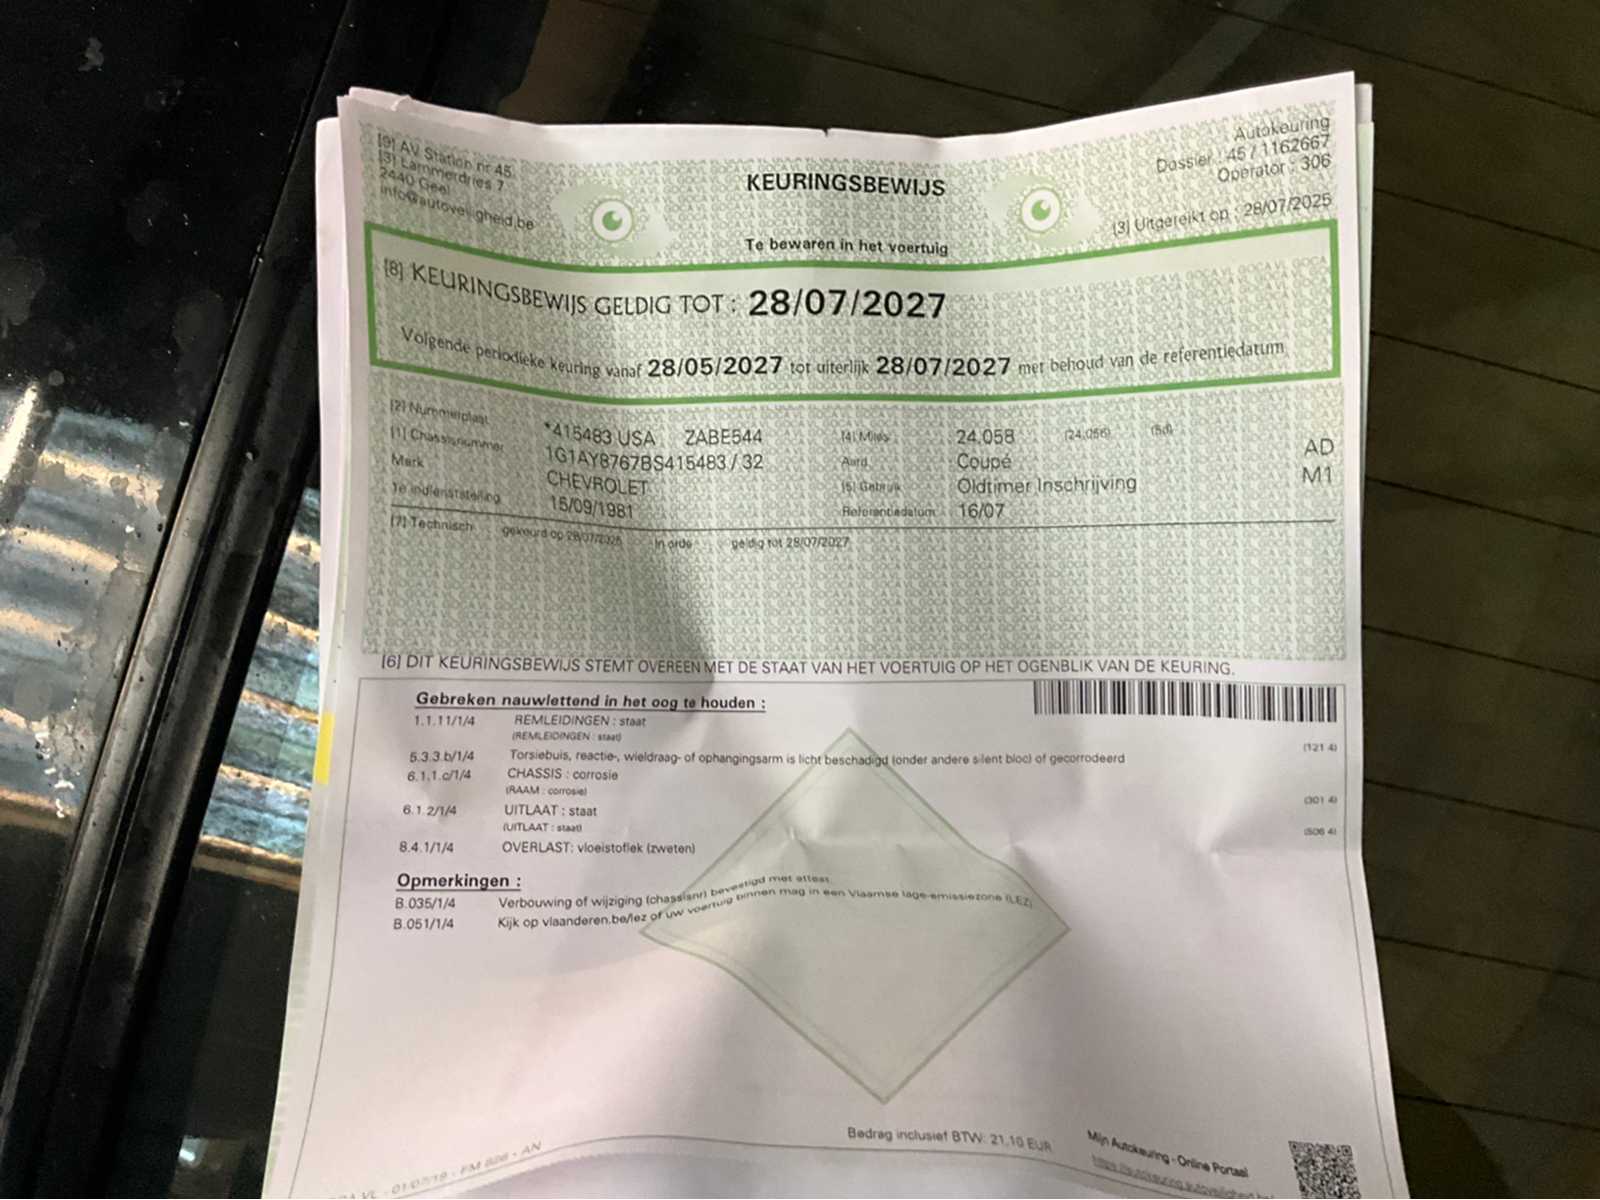 [9] AV Station nr 45
[3] Lammerdries 7
2440 Geel
info@autoveiligheid.be
KEURINGSBEWIJS
Te bewaren in het voertuig
Autokeuring
Dossier : 45 / 1162667
Operator : 306
[3] Uitgereikt op : 28/07/2025
[8] KEURINGSBEWIJS GELDIG TOT : 28/07/2027
Volgende periodieke keuring vanaf 28/05/2027 tot uiterlijk 28/07/2027 met behoud van de referentiedatum
[2] Nummerplaat *415483 USA ZABE544
[1] Chassisnummer 1G1AY8767BS415483 / 32
Merk CHEVROLET
1e indienststelling 15/09/1981
[4] Miles 24.058 (24.056) (5d) AD
Aard Coupé M1
[5] Gebruik Oldtimer Inschrijving
Referentiedatum 16/07
[7] Technisch gekeurd op 28/07/2025 In orde geldig tot 28/07/2027
[6] DIT KEURINGSBEWIJS STEMT OVEREEN MET DE STAAT VAN HET VOERTUIG OP HET OGENBLIK VAN DE KEURING.
Gebreken nauwlettend in het oog te houden :
1.1.11/1/4 REMLEIDINGEN : staat
(REMLEIDINGEN : staat) (121 4)
5.3.3.b/1/4 Torsiebuis, reactie-, wieldraag- of ophangingsarm is licht beschadigd (onder andere silent bloc) of gecorrodeerd
6.1.1.c/1/4 CHASSIS : corrosie
(RAAM : corrosie) (301 4)
6.1.2/1/4 UITLAAT : staat
(UITLAAT : staat) (506 4)
8.4.1/1/4 OVERLAST: vloeistoflek (zweten)
Opmerkingen :
B.035/1/4 Verbouwing of wijziging (chassisnr) bevestigd met attest.
B.051/1/4 Kijk op vlaanderen.be/lez of uw voertuig binnen mag in een Vlaamse lage-emissiezone (LEZ)
Bedrag inclusief BTW: 21,10 EUR
Mijn Autokeuring - Online Portaal
VL - 01/07/19 - FM 826 - AN